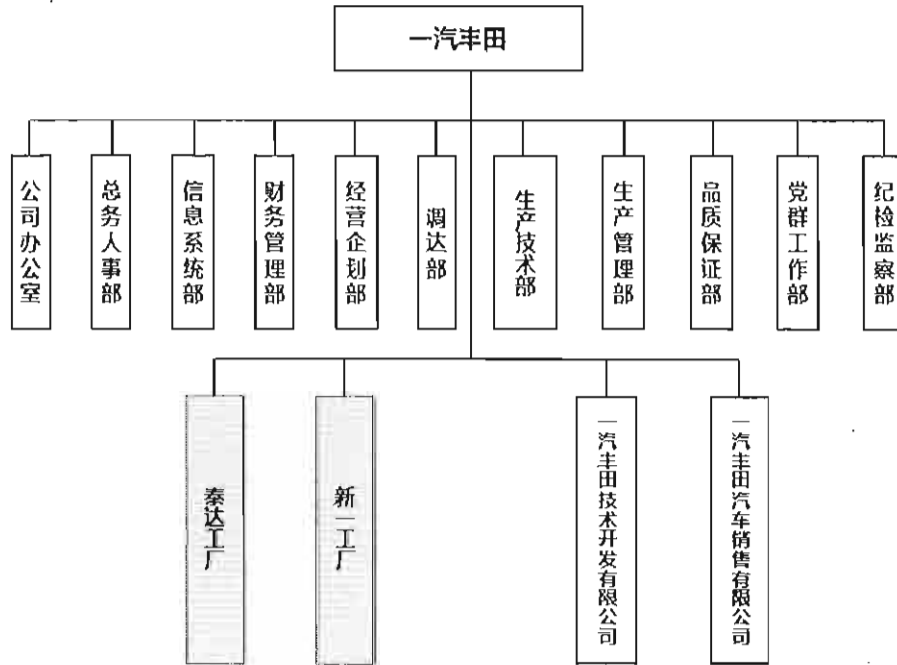 一汽丰田
公司办公室
总务人事部
信息系统部
财务管理部
经营企划部
调达部
生产技术部
生产管理部
品质保证部
党群工作部
纪检监察部
泰达工厂
新一工厂
一汽丰田技术开发有限公司
一汽丰田汽车销售有限公司